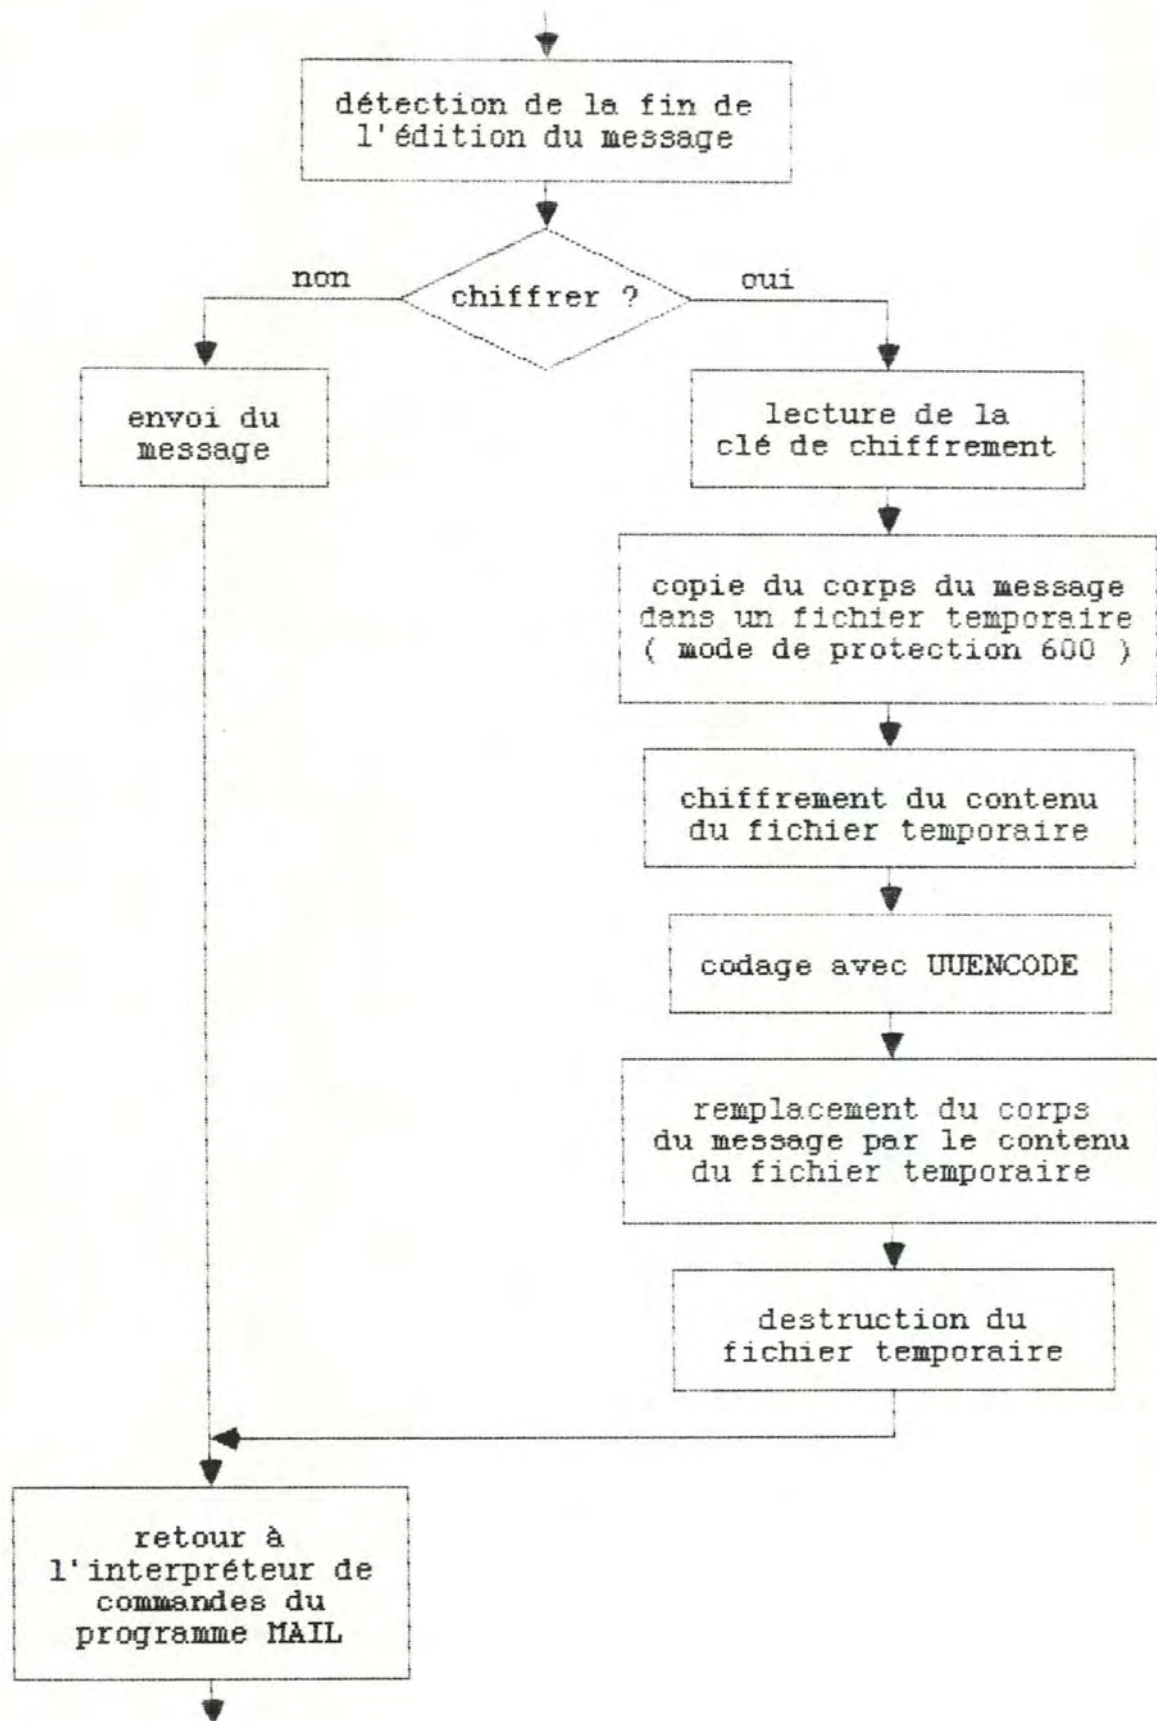 détection de la fin de
l'édition du message
non
chiffrer ?
oui
envoi du
message
lecture de la
clé de chiffrement
copie du corps du message
dans un fichier temporaire
( mode de protection 600 )
chiffrement du contenu
du fichier temporaire
codage avec UUENCODE
remplacement du corps
du message par le contenu
du fichier temporaire
destruction du
fichier temporaire
retour à
l'interpréteur de
commandes du
programme MAIL